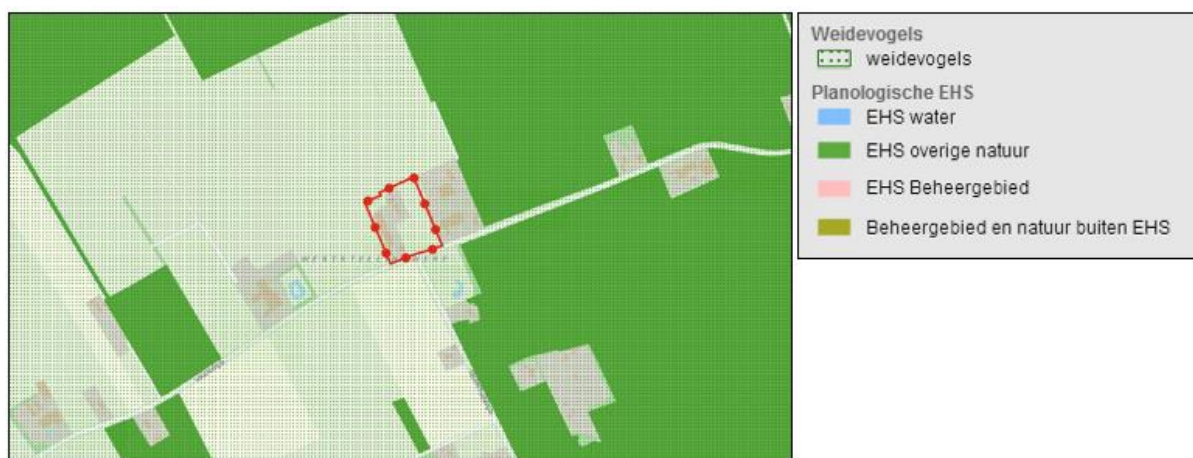 Weidevogels
weidevogels
Planologische EHS
EHS water
EHS overige natuur
EHS Beheergebied
Beheergebied en natuur buiten EHS